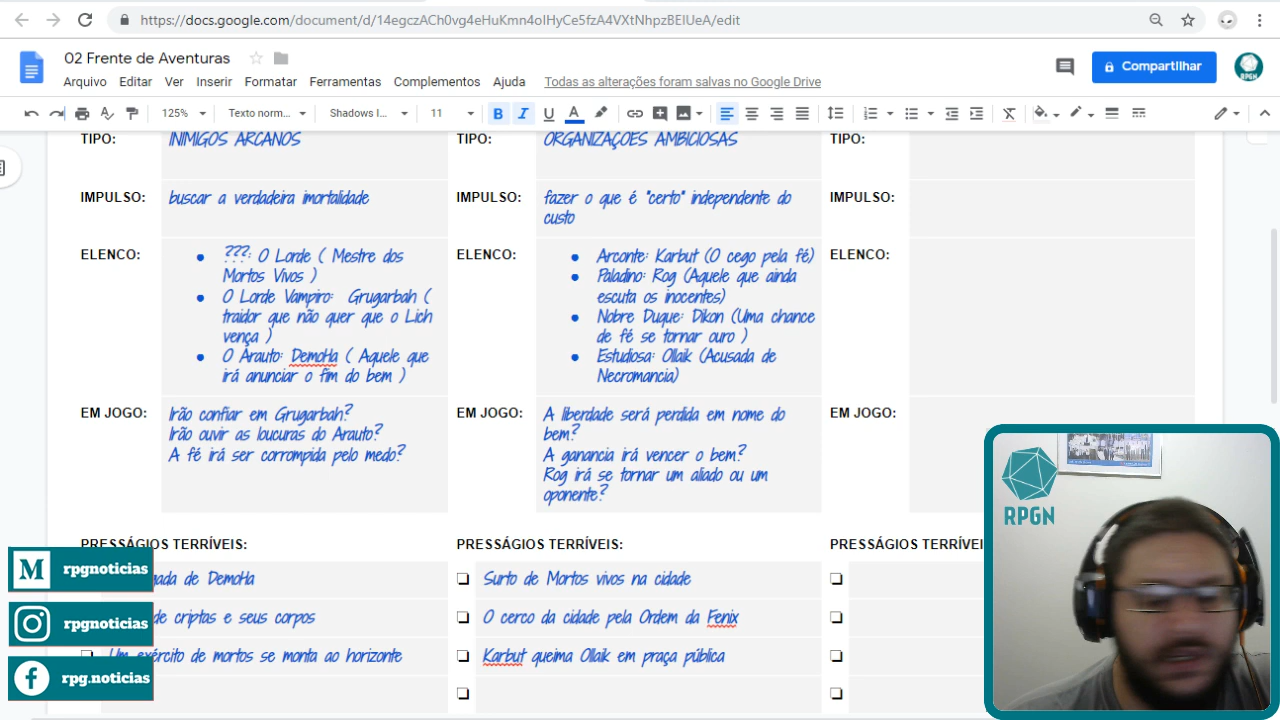 https://docs.google.com/document/d/14egczACh0vg4eHuKmn4oIHyCe5fzA4VXtNhpzBEIUeA/edit
02 Frente de Aventuras
Arquivo Editar Ver Inserir Formatar Ferramentas Complementos Ajuda Todas as alterações foram salvas no Google Drive
Compartilhar
RPGN
125% Texto norm... Shadows I... 11 B I U A
TIPO: INIMIGOS ARCANOS TIPO: ORGANIZAÇÕES AMBICIOSAS TIPO:
IMPULSO: buscar a verdadeira imortalidade IMPULSO: fazer o que é "certo" independente do IMPULSO:
custo
ELENCO: ???: O Lorde ( Mestre dos ELENCO: Arconte: Karbut (O cego pela fé) ELENCO:
Mortos Vivos ) Paladino: Rog (Aquele que ainda
O Lorde Vampiro: Grugarbah ( escuta os inocentes)
traidor que não quer que o Lich Nobre Duque: Dikon (Uma chance
vença ) de fé se tornar ouro )
O Arauto: DemoHa ( Aquele que Estudiosa: Ollaik (Acusada de
irá anunciar o fim do bem ) Necromancia)
EM JOGO: Irão confiar em Grugarbah? EM JOGO: A liberdade será perdida em nome do EM JOGO:
Irão ouvir as loucuras do Arauto? bem?
A fé irá ser corrompida pelo medo? A ganancia irá vencer o bem?
Rog irá se tornar um aliado ou um
oponente?
RPGN
PRESSÁGIOS TERRÍVEIS: PRESSÁGIOS TERRÍVEIS: PRESSÁGIOS TERRÍVEI
M rpgnoticias
gada de DemoHa Surto de Mortos vivos na cidade
rpgnoticias
de criptas e seus corpos O cerco da cidade pela Ordem da Fenix
Um exército de mortos se monta ao horizonte Karbut queima Ollaik em praça pública
rpg.noticias